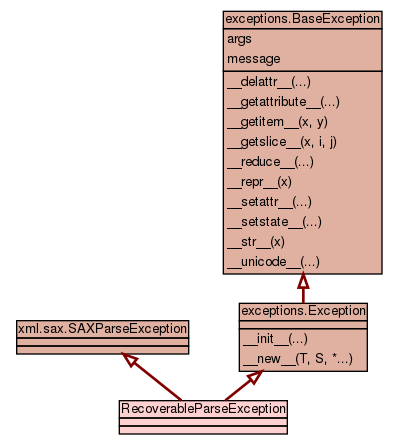 exceptions.BaseException
args
message
__delattr__(...)
__getattribute__(...)
__getitem__(x, y)
__getslice__(x, i, j)
__reduce__(...)
__repr__(x)
__setattr__(...)
__setstate__(...)
__str__(x)
__unicode__(...)
exceptions.Exception
__init__(...)
__new__(T, S, *...)
xml.sax.SAXParseException
RecoverableParseException